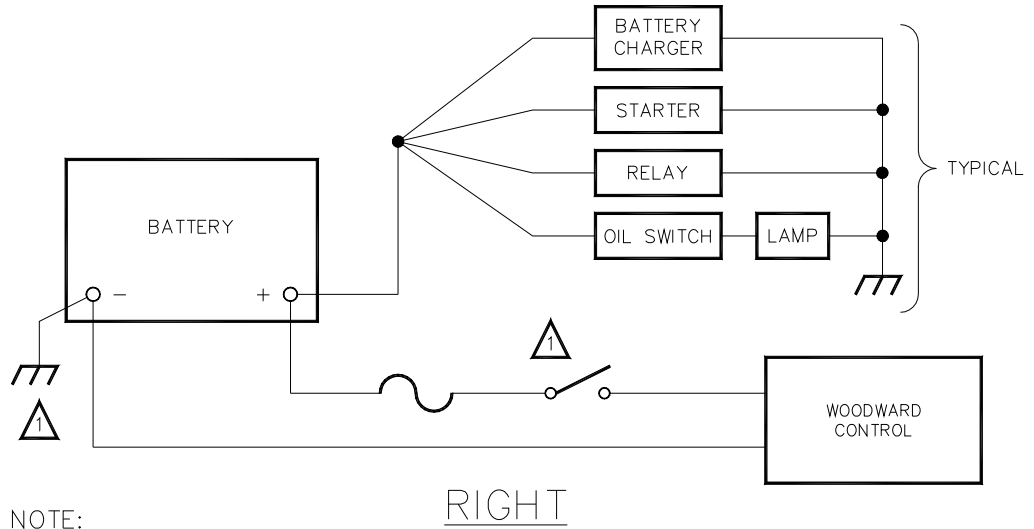 BATTERY
CHARGER
STARTER
RELAY
TYPICAL
OIL SWITCH
LAMP
BATTERY
- +
1
1
WOODWARD
CONTROL
RIGHT
NOTE: